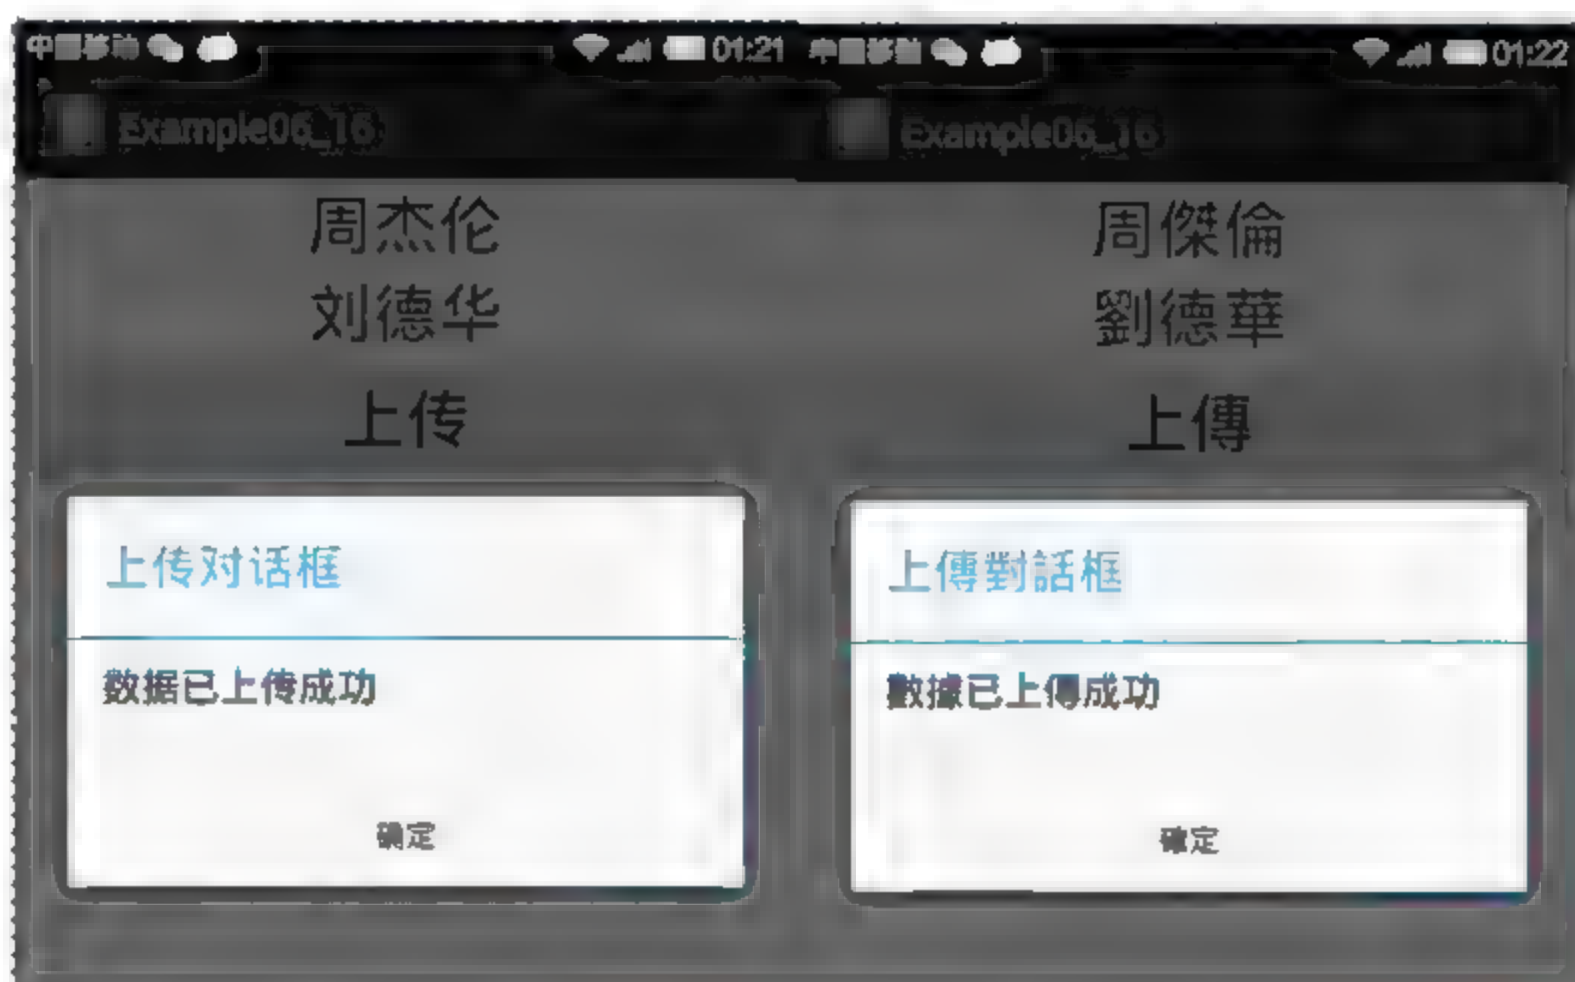 中国移动 01:21
Example06_16
周杰伦
刘德华
上传
上传对话框
数据已上传成功
确定
中國移動 01:22
Example06_16
周傑倫
劉德華
上傳
上傳對話框
數據已上傳成功
確定